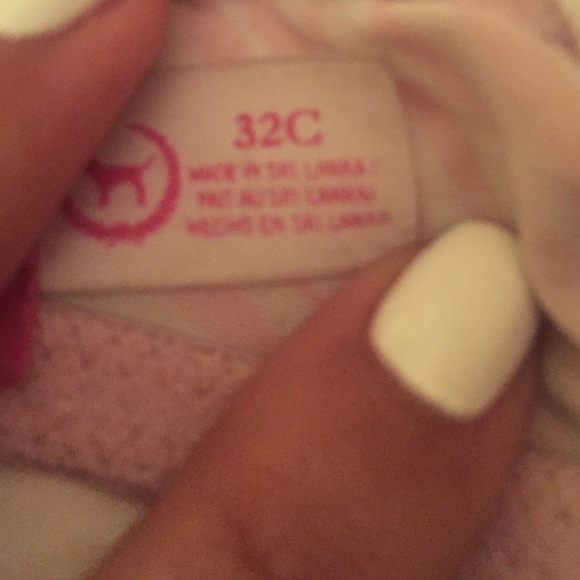 32C
MADE IN SRI LANKA /
FAIT AU SRI LANKA/
HECHO EN SRI LANKA